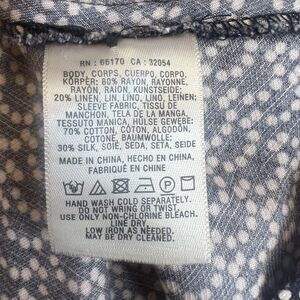 RN : 66170 CA : 32054
BODY, CORPS, CUERPO, CORPO,
KÖRPER: 80% RAYON, RAYONNE,
RAYÓN, RAION, KUNSTSEIDE;
20% LINEN, LIN, LINO, LINO, LEINEN;
SLEEVE FABRIC, TISSU DE
MANCHON, TELA DE LA MANGA,
TESSUTO MANICA, HÜLSE GEWEBE:
70% COTTON, COTON, ALGODON,
COTONE, BAUMWOLLE;
30% SILK, SOIE, SEDA, SETA, SEIDE
MADE IN CHINA, HECHO EN CHINA,
FABRIQUÉ EN CHINE
HAND WASH COLD SEPARATELY.
DO NOT WRING OR TWIST.
USE ONLY NON-CHLORINE BLEACH.
LINE DRY.
LOW IRON AS NEEDED.
MAY BE DRY CLEANED.